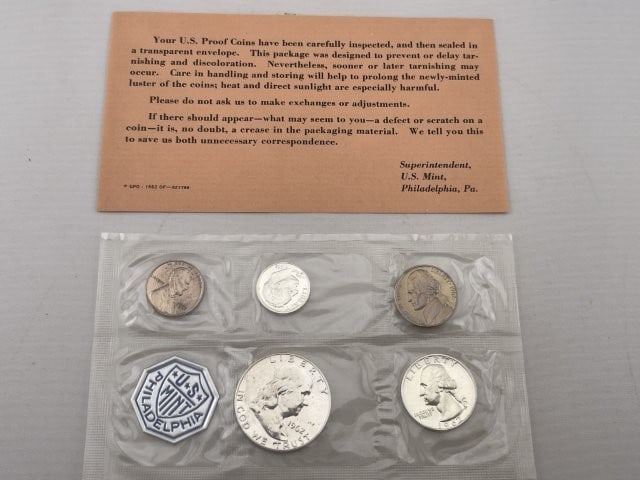 Your U.S. Proof Coins have been carefully inspected, and then sealed in
a transparent envelope. This package was designed to prevent or delay tar-
nishing and discoloration. Nevertheless, sooner or later tarnishing may
occur. Care in handling and storing will help to prolong the newly-minted
luster of the coins; heat and direct sunlight are especially harmful.
Please do not ask us to make exchanges or adjustments.
If there should appear—what may seem to you—a defect or scratch on a
coin—it is, no doubt, a crease in the packaging material. We tell you this
to save us both unnecessary correspondence.
Superintendent,
U.S. Mint,
Philadelphia, Pa.
GPO : 1962 OF
U★S
MINT
PHILADELPHIA
LIBERTY
IN GOD WE TRUST
1962
LIBERTY